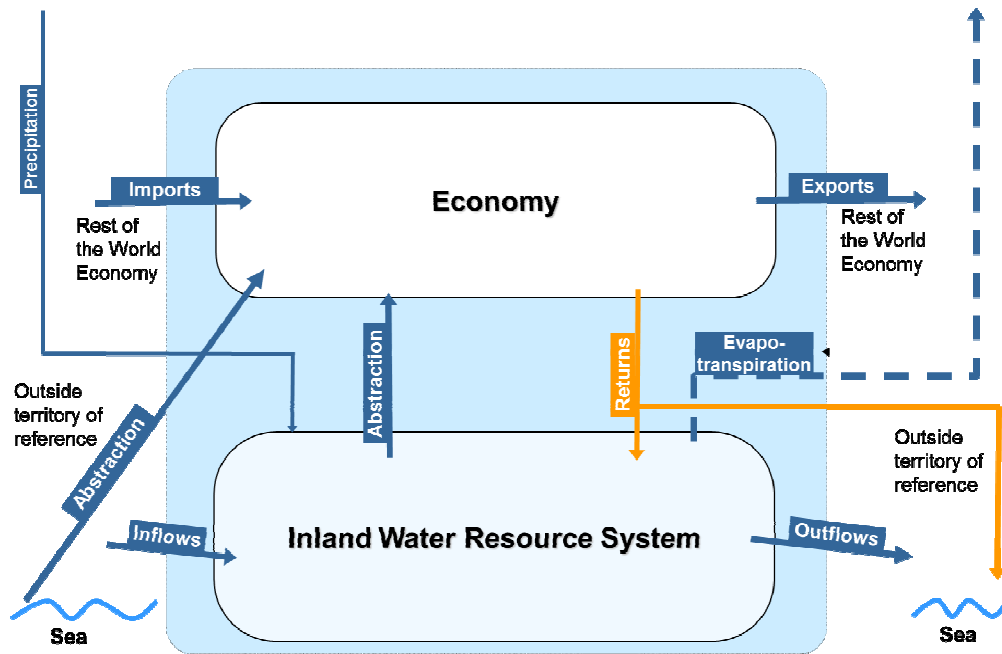 Precipitation
Imports
Rest of
the World
Economy
Economy
Exports
Rest of
the World
Economy
Abstraction
Returns
Evapo-
transpiration
Outside
territory of
reference
Abstraction
Outside
territory of
reference
Inflows
Inland Water Resource System
Outflows
Sea
Sea